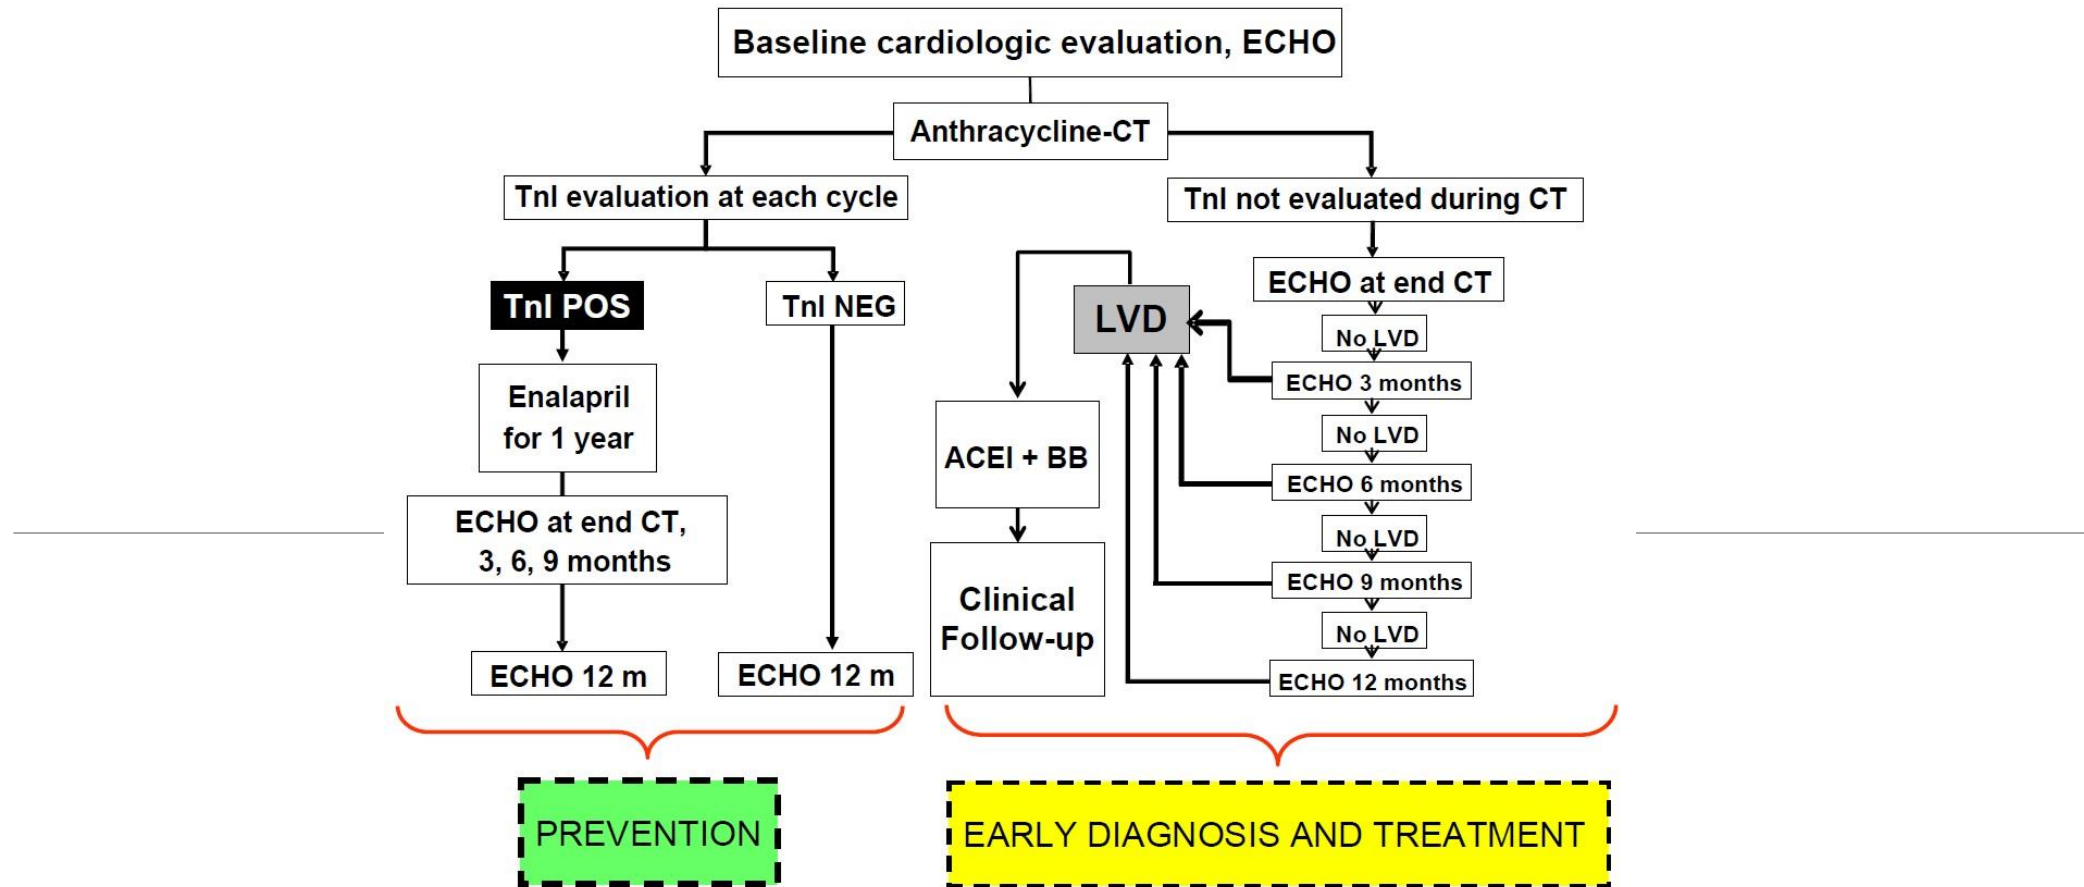 Baseline cardiologic evaluation, ECHO
Anthracycline-CT
TnI evaluation at each cycle
TnI not evaluated during CT
TnI POS
TnI NEG
Enalapril
for 1 year
ECHO at end CT,
3, 6, 9 months
ECHO 12 m
ECHO 12 m
LVD
ACEI + BB
Clinical
Follow-up
ECHO at end CT
No LVD
ECHO 3 months
No LVD
ECHO 6 months
No LVD
ECHO 9 months
No LVD
ECHO 12 months
PREVENTION
EARLY DIAGNOSIS AND TREATMENT